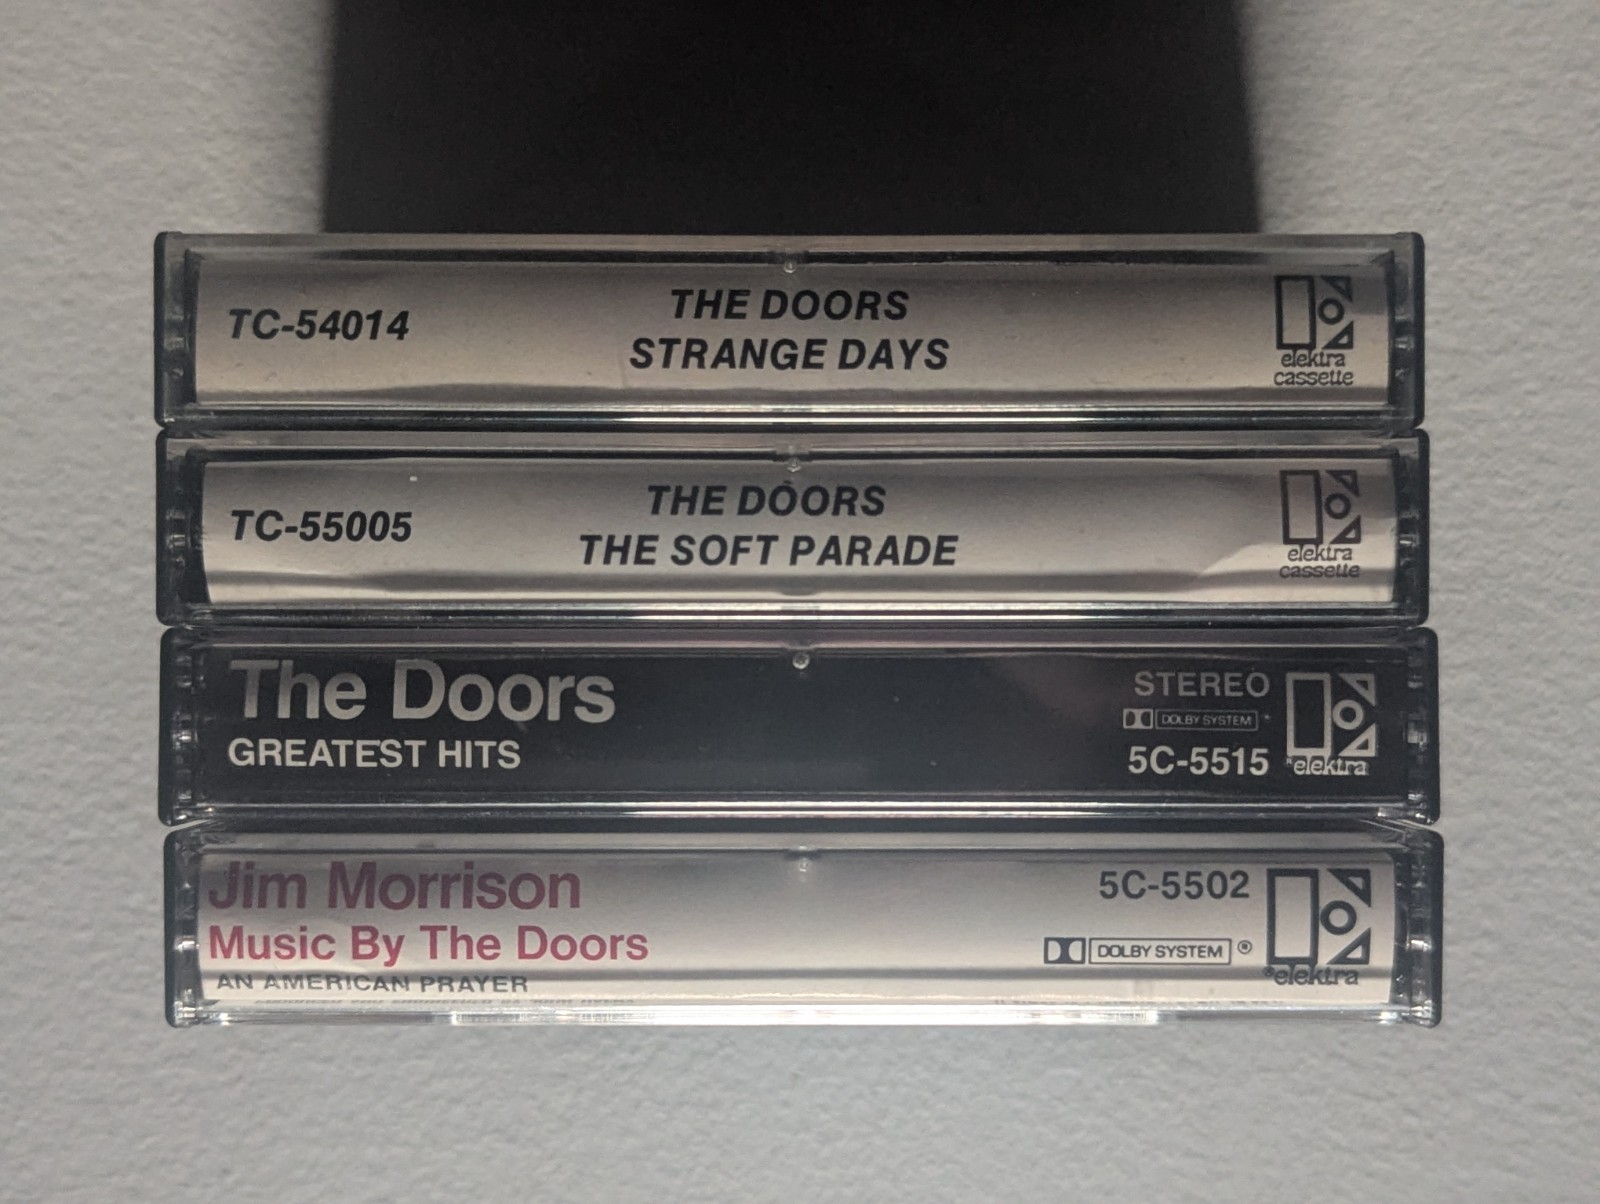 TC-54014
THE DOORS
STRANGE DAYS
elektra
cassette
TC-55005
THE DOORS
THE SOFT PARADE
elektra
cassette
The Doors
GREATEST HITS
STEREO
DOLBY SYSTEM
5C-5515
elektra
Jim Morrison
Music By The Doors
AN AMERICAN PRAYER
5C-5502
DOLBY SYSTEM ®
elektra